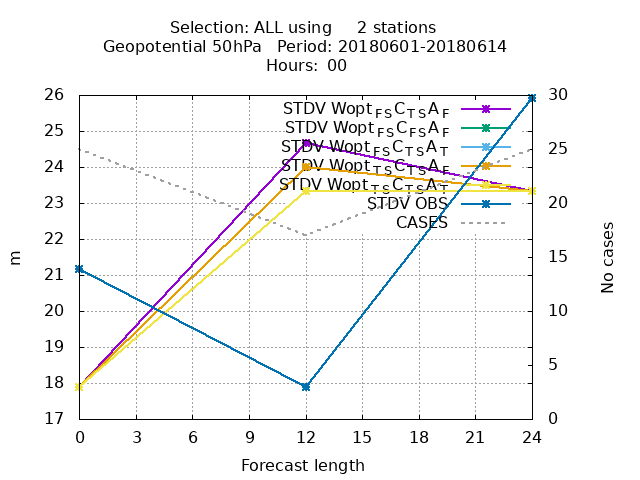 Selection: ALL using 2 stations
Geopotential 50hPa Period: 20180601-20180614
Hours: 00
26 30
STDV Wopt_FS C_TS A_F
25
STDV Wopt_FS C_FS A_F
25
STDV Wopt_FS C_TS A_T
24
STDV Wopt_TS C_TS A_F
STDV Wopt_TS C_TS A_T
23 20
STDV OBS
CASES
22
15
21
m
No cases
20 10
19
5
18
17 0
0 3 6 9 12 15 18 21 24
Forecast length